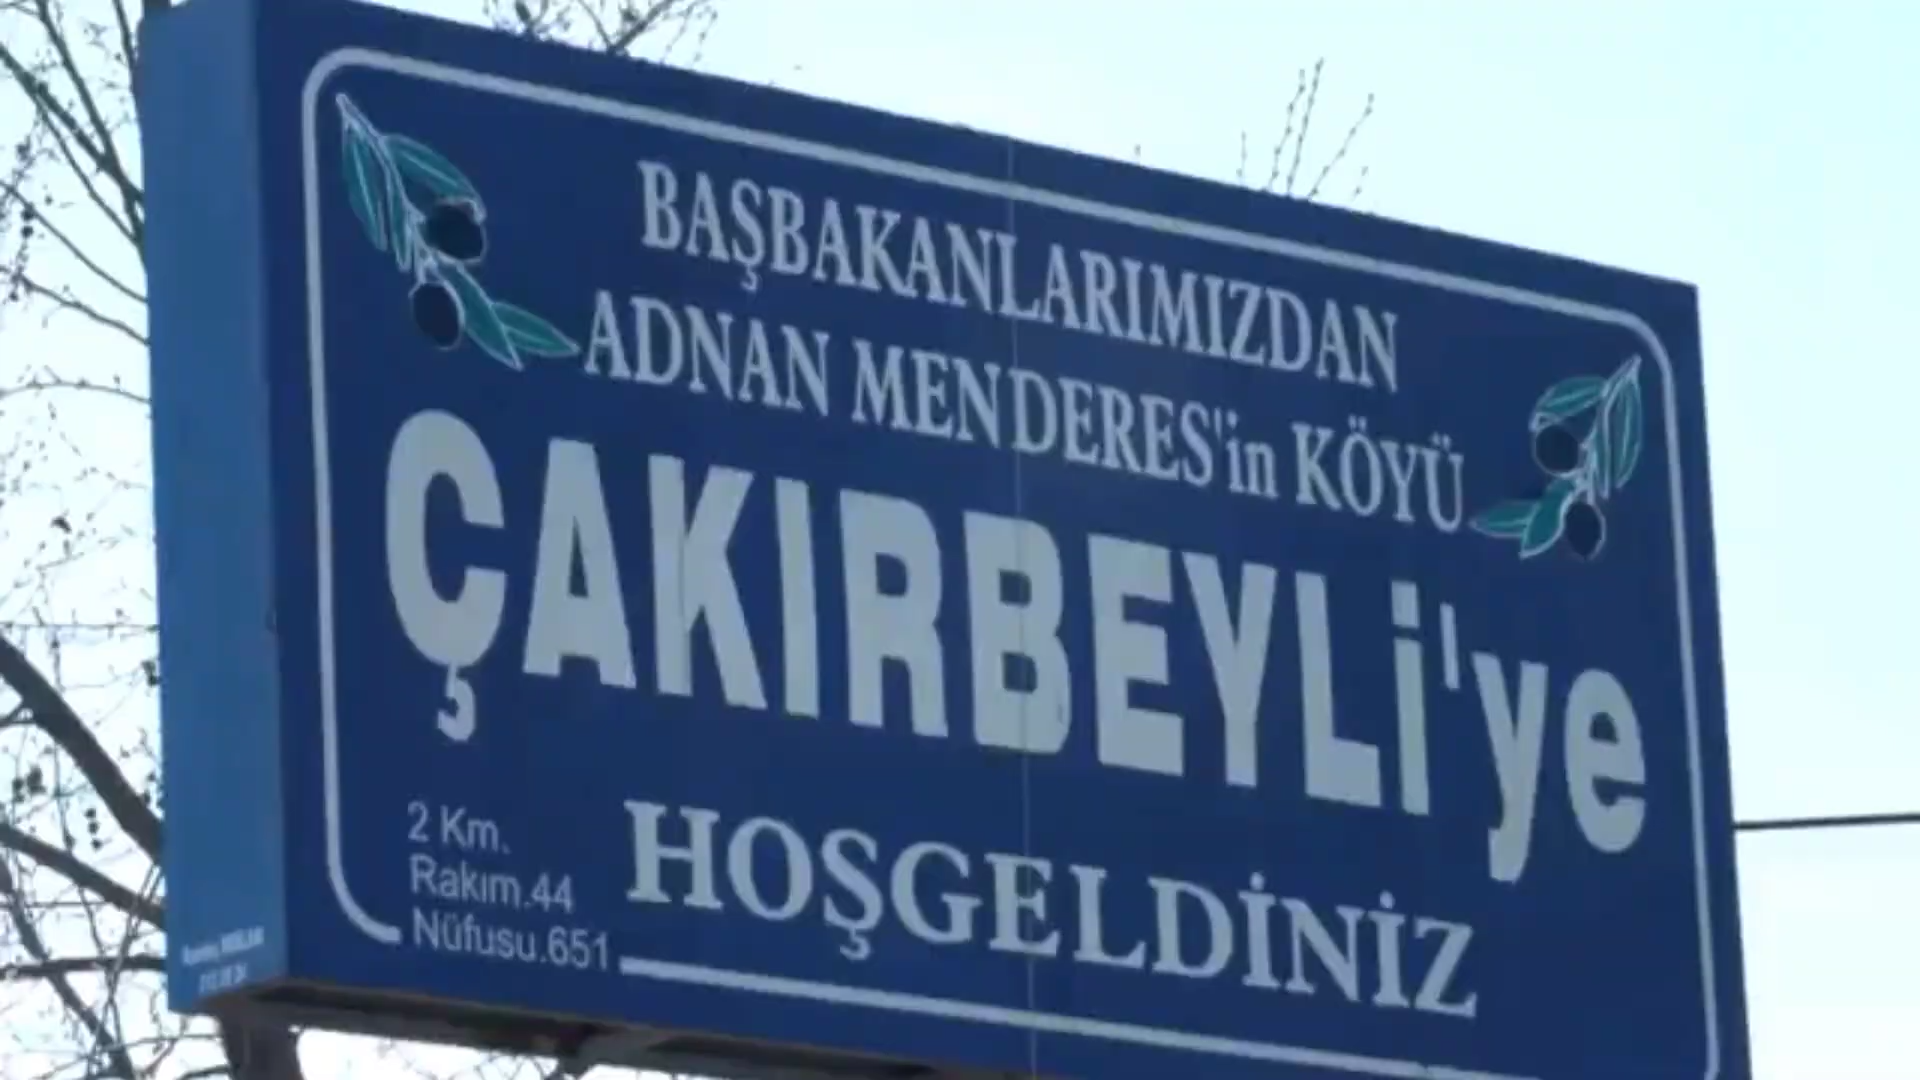 BAŞBAKANLARIMIZDAN
ADNAN MENDERES'in KÖYÜ
ÇAKIRBEYLi'ye
HOŞGELDİNİZ
2 Km.
Rakım.44
Nüfusu.651